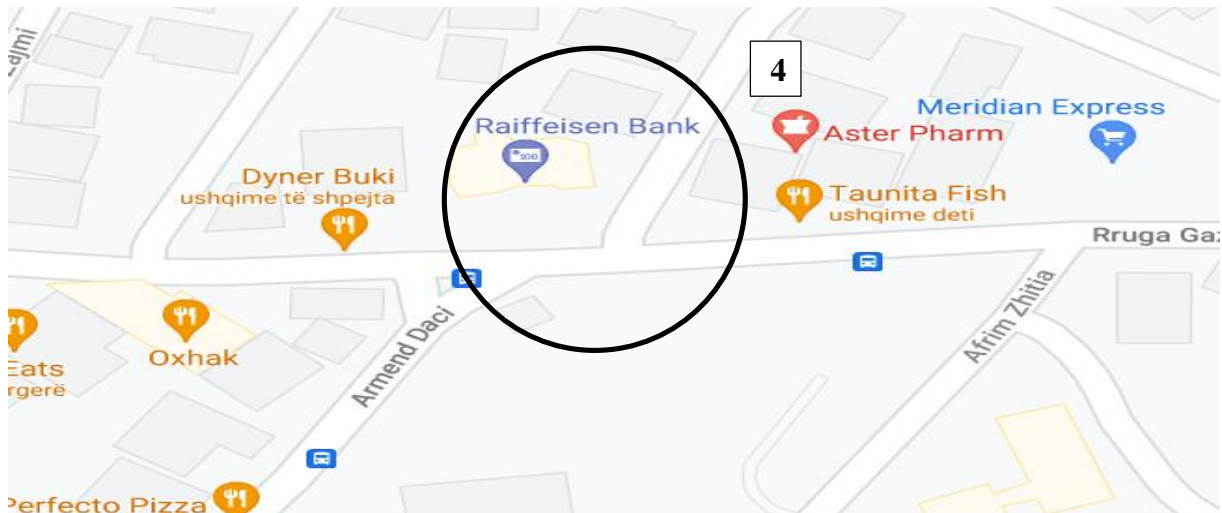 4
Meridian Express
Raiffeisen Bank
Aster Pharm
Dyner Buki
ushqime të shpejta
Taunita Fish
ushqime deti
Rruga Gaz
Afrim Zhitia
Armend Daci
Oxhak
Eats
rgerë
Perfecto Pizza